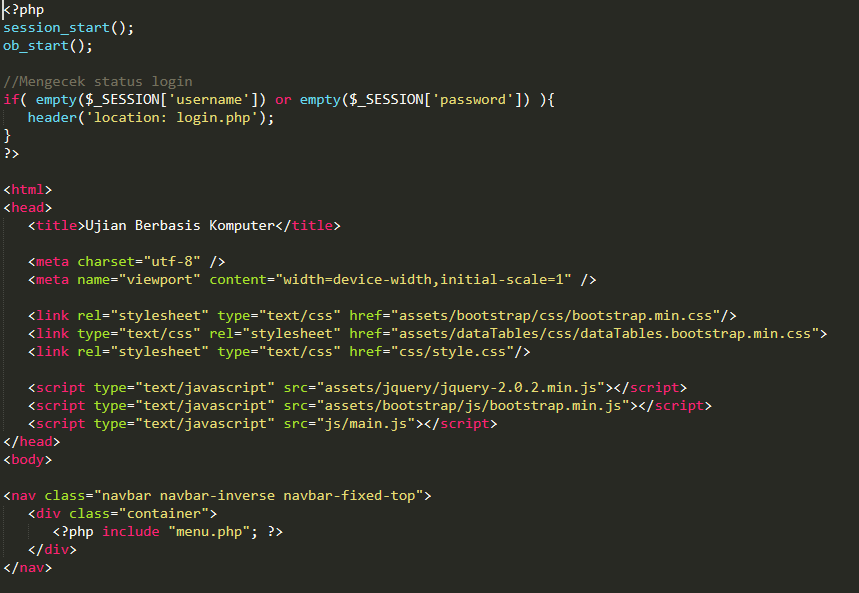 <?php
session_start();
ob_start();
//Mengecek status login
if( empty($_SESSION['username']) or empty($_SESSION['password']) ){
   header('location: login.php');
}
?>
<html>
<head>
   <title>Ujian Berbasis Komputer</title>
   <meta charset="utf-8" />
   <meta name="viewport" content="width=device-width,initial-scale=1" />
   <link rel="stylesheet" type="text/css" href="assets/bootstrap/css/bootstrap.min.css"/>
   <link type="text/css" rel="stylesheet" href="assets/dataTables/css/dataTables.bootstrap.min.css">
   <link rel="stylesheet" type="text/css" href="css/style.css"/>
   <script type="text/javascript" src="assets/jquery/jquery-2.0.2.min.js"></script>
   <script type="text/javascript" src="assets/bootstrap/js/bootstrap.min.js"></script>
   <script type="text/javascript" src="js/main.js"></script>
</head>
<body>
<nav class="navbar navbar-inverse navbar-fixed-top">
   <div class="container">
      <?php include "menu.php"; ?>
   </div>
</nav>